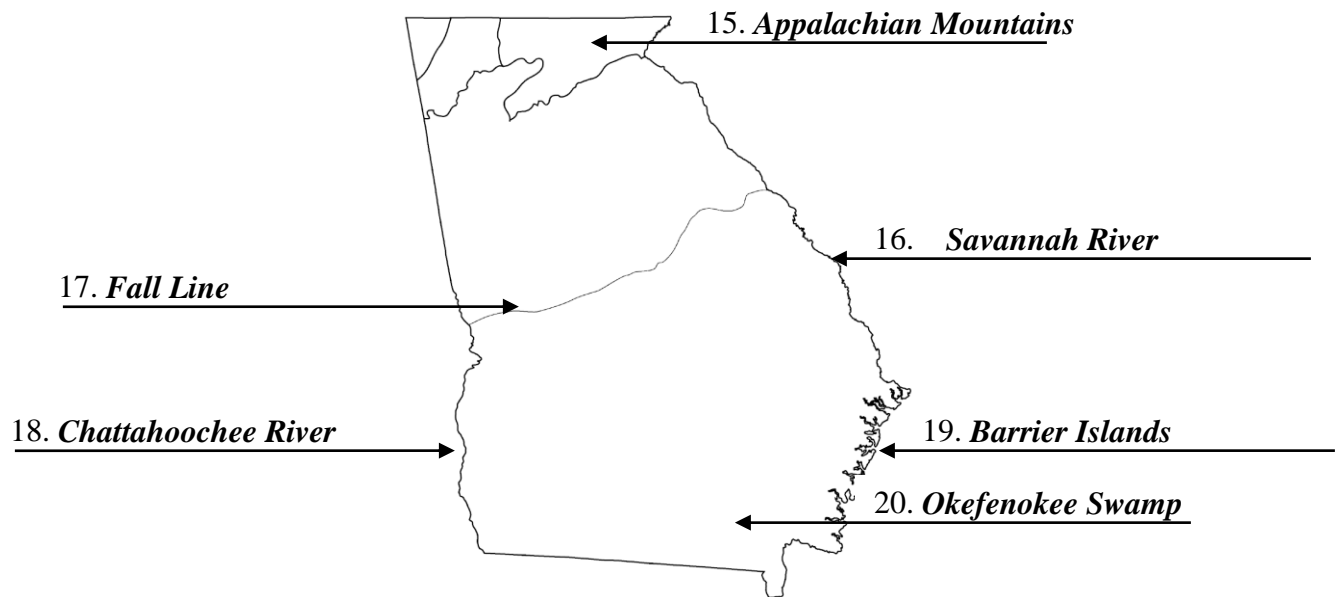 15. Appalachian Mountains
16. Savannah River
17. Fall Line
18. Chattahoochee River
19. Barrier Islands
20. Okefenokee Swamp